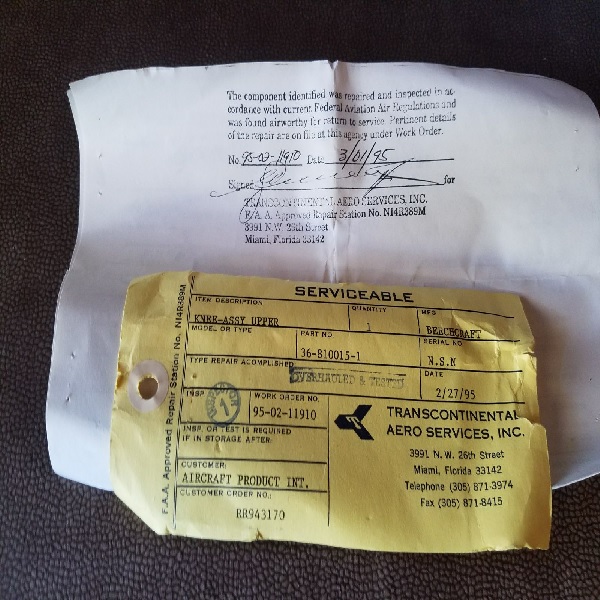 The component identified was repaired and inspected in ac-
cordance with current Federal Aviation Air Regulations and
was found airworthy for return to service. Pertinent details
of the repair are on file at this agency under Work Order.
No. 95-02-11910 Date 3/01/95
Signed for
TRANSCONTINENTAL AERO SERVICES, INC.
F/A. A. Approved Repair Station No. NI4R389M
3991 N.W. 26th Street
Miami, Florida 33142
SERVICEABLE
ITEM DESCRIPTION QUANTITY MFG
KNEE-ASSY UPPER 1 BEECHCRAFT
MODEL OR TYPE PART NO SERIAL NO.
36-810015-1 N.S.N
TYPE REPAIR ACOMPLISHED DATE
OVERHAULED & TESTED 2/27/95
INSP. WORK ORDER NO.
95-02-11910
INSP. OR TEST IS REQUIRED
IF IN STORAGE AFTER:
CUSTOMER:
AIRCRAFT PRODUCT INT.
CUSTOMER ORDER NO.:
RR943170
TRANSCONTINENTAL
AERO SERVICES, INC.
3991 N.W. 26th Street
Miami, Florida 33142
Telephone (305) 871-3974
Fax (305) 871-8415
F.A.A. Approved Repair Station No. NI4R389M